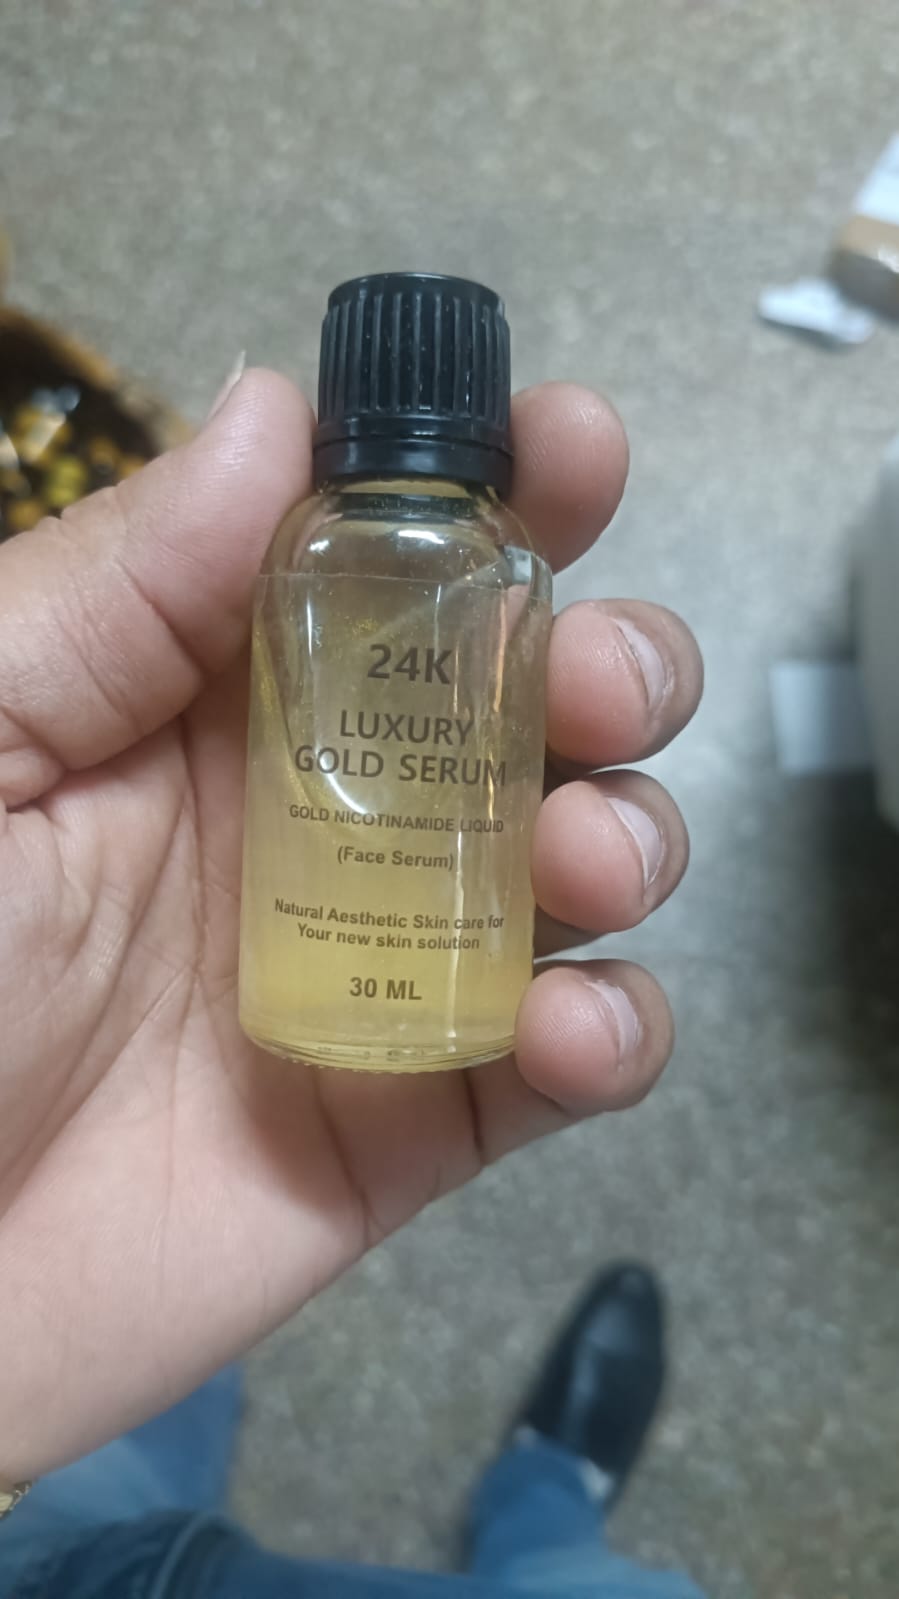 24K
LUXURY
GOLD SERUM
GOLD NICOTINAMIDE LIQUID
(Face Serum)
Natural Aesthetic Skin care for
Your new skin solution
30 ML